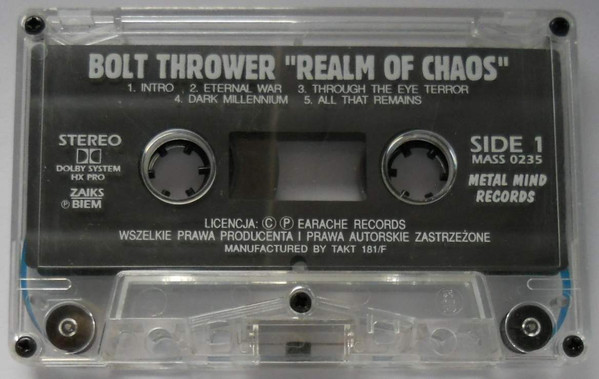 BOLT THROWER "REALM OF CHAOS"
1. INTRO , 2. ETERNAL WAR 3. THROUGH THE EYE TERROR
4. DARK MILLENNIUM 5. ALL THAT REMAINS
STEREO
DOLBY SYSTEM
HX PRO
ZAIKS
Ⓟ BIEM
SIDE 1
MASS 0235
METAL MIND
RECORDS
LICENCJA: Ⓒ Ⓟ EARACHE RECORDS
WSZELKIE PRAWA PRODUCENTA I PRAWA AUTORSKIE ZASTRZEŻONE
MANUFACTURED BY TAKT 181/F